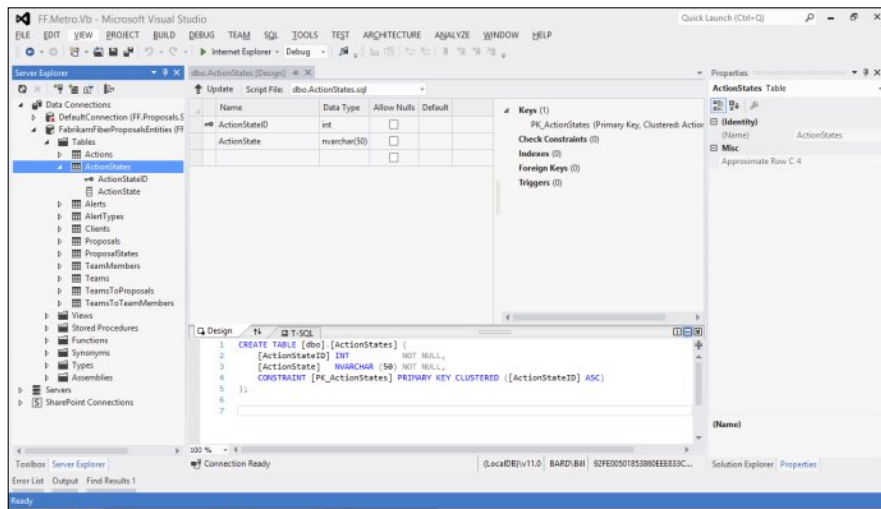 FF.Metro.Vb - Microsoft Visual Studio
Quick Launch (Ctrl+Q)
FILE EDIT VIEW PROJECT BUILD DEBUG TEAM SQL TOOLS TEST ARCHITECTURE ANALYZE WINDOW HELP
Internet Explorer Debug
Server Explorer
Data Connections
DefaultConnection (FF.Proposals.S
FabrikamFiberProposalsEntities (FF
Tables
Actions
ActionStates
ActionStateID
ActionState
Alerts
AlertTypes
Clients
Proposals
ProposalStates
TeamMembers
Teams
TeamsToProposals
TeamsToTeamMembers
Views
Stored Procedures
Functions
Synonyms
Types
Assemblies
Servers
SharePoint Connections
Toolbox Server Explorer
dbo.ActionStates [Design]
Update Script File: dbo.ActionStates.sql
Name Data Type Allow Nulls Default
ActionStateID int
ActionState nvarchar(50)
Keys (1)
PK_ActionStates (Primary Key, Clustered: Action
Check Constraints (0)
Indexes (0)
Foreign Keys (0)
Triggers (0)
Design T-SQL
1 CREATE TABLE [dbo].[ActionStates] (
2 [ActionStateID] INT NOT NULL,
3 [ActionState] NVARCHAR (50) NOT NULL,
4 CONSTRAINT [PK_ActionStates] PRIMARY KEY CLUSTERED ([ActionStateID] ASC)
5 );
6
7
100 %
Connection Ready (LocalDB)\v11.0 BARD\Bill
Properties
ActionStates Table
(Identity)
(Name) ActionStates
Misc
Approximate Row C 4
(Name)
Solution Explorer Properties
Error List Output Find Results 1
Ready